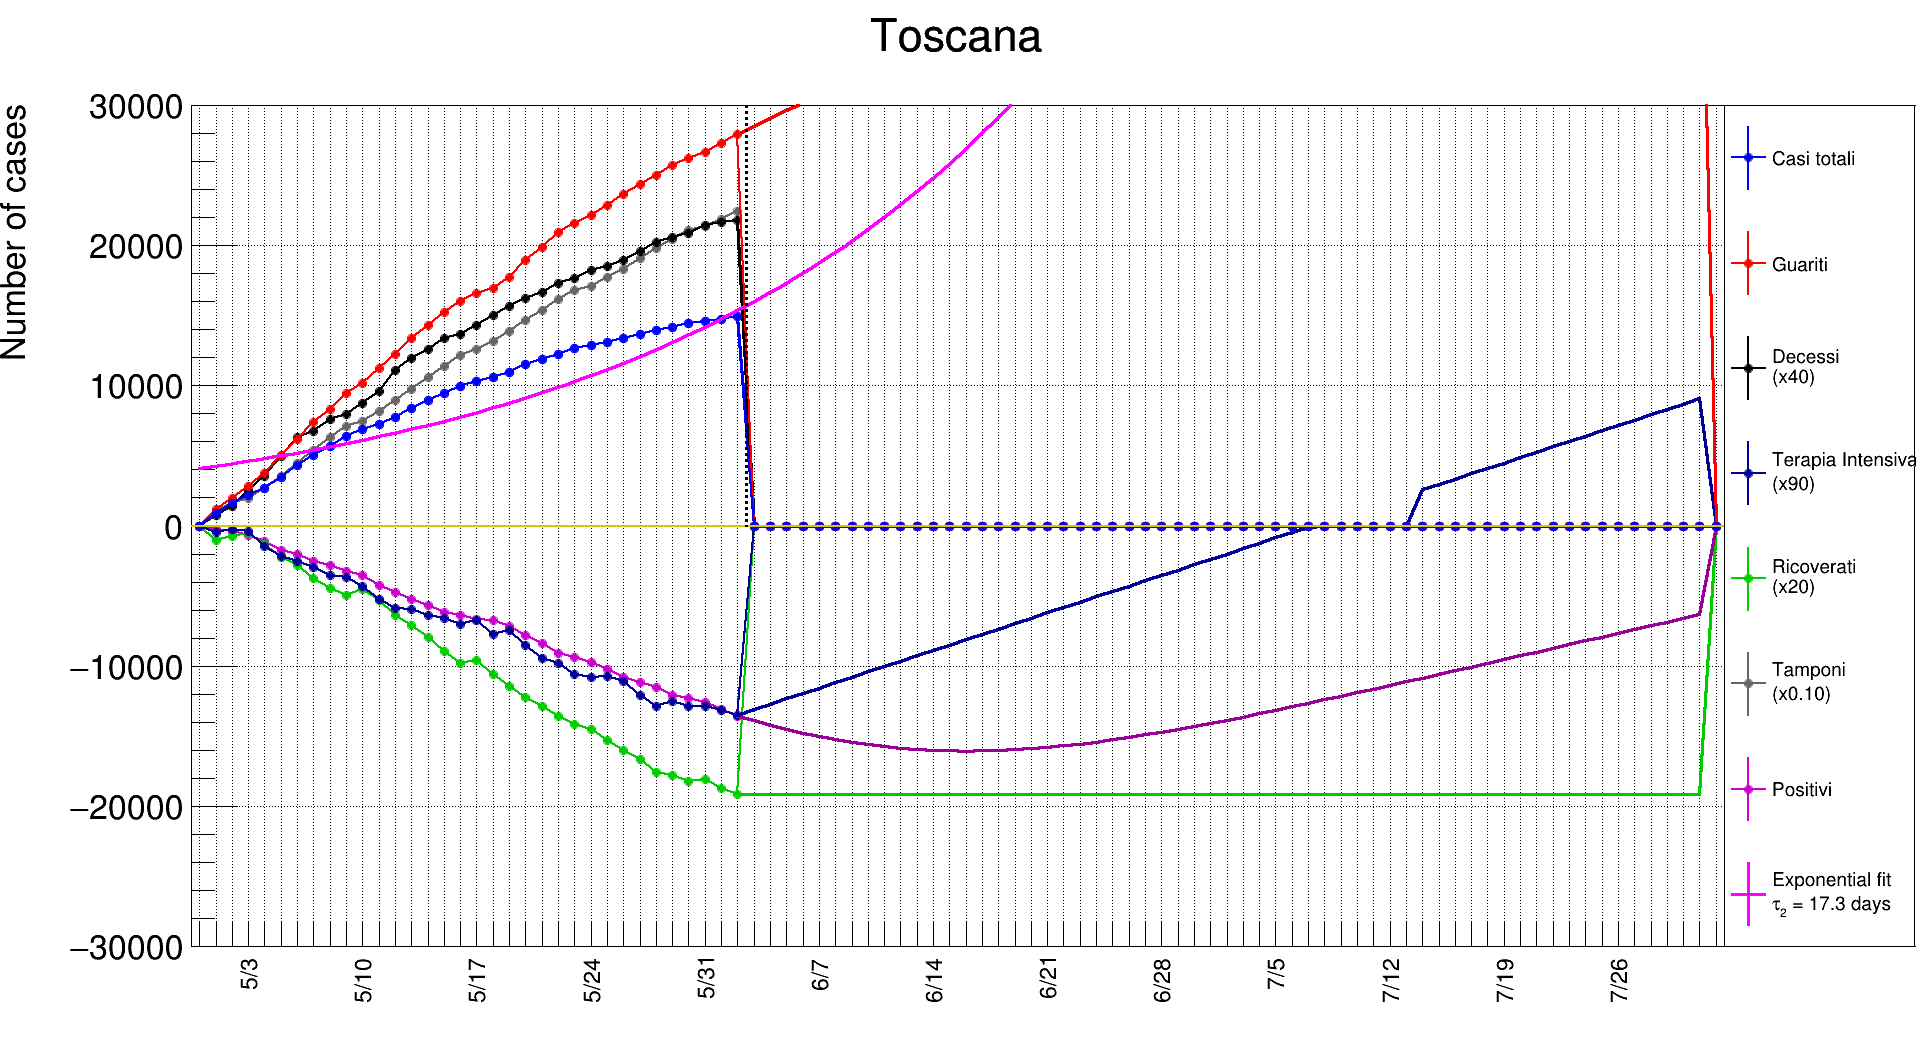 Toscana
Number of cases
30000
20000
10000
0
−10000
−20000
−30000
5/3
5/10
5/17
5/24
5/31
6/7
6/14
6/21
6/28
7/5
7/12
7/19
7/26
Casi totali
Guariti
Decessi
(x40)
Terapia Intensiva
(x90)
Ricoverati
(x20)
Tamponi
(x0.10)
Positivi
Exponential fit
τ2 = 17.3 days